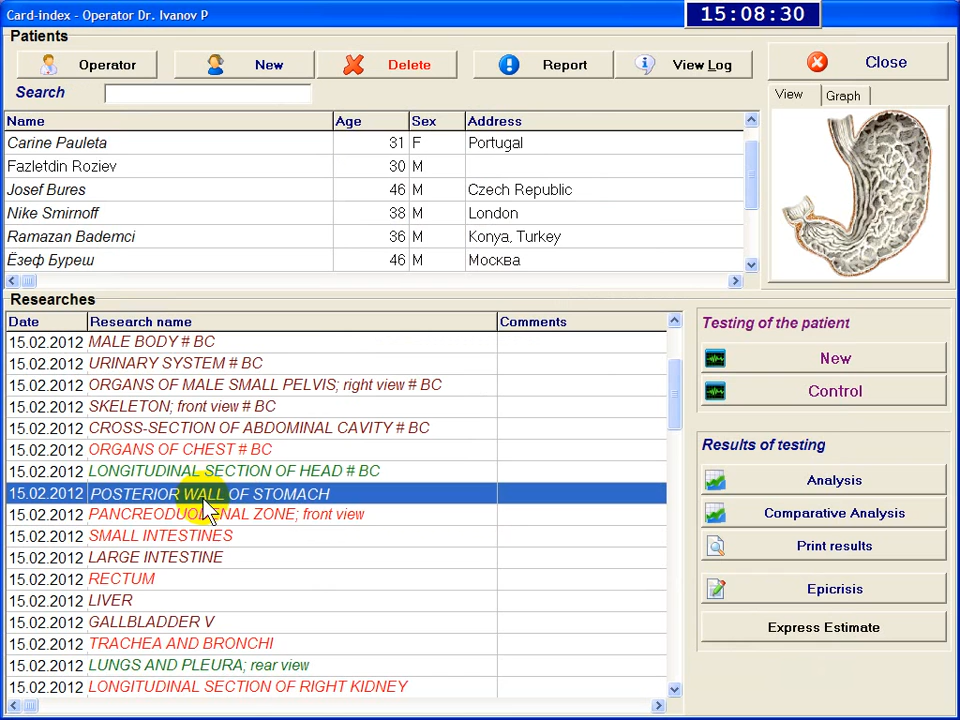 Card-index - Operator Dr. Ivanov P
15:08:30
Patients
Operator New Delete Report View Log Close
Search
View Graph
Name Age Sex Address
Carine Pauleta 31 F Portugal
Fazletdin Roziev 30 M
Josef Bures 46 M Czech Republic
Nike Smirnoff 38 M London
Ramazan Bademci 36 M Konya, Turkey
Ёзеф Буреш 46 M Москва
Researches
Date Research name Comments
15.02.2012 MALE BODY # BC
15.02.2012 URINARY SYSTEM # BC
15.02.2012 ORGANS OF MALE SMALL PELVIS; right view # BC
15.02.2012 SKELETON; front view # BC
15.02.2012 CROSS-SECTION OF ABDOMINAL CAVITY # BC
15.02.2012 ORGANS OF CHEST # BC
15.02.2012 LONGITUDINAL SECTION OF HEAD # BC
15.02.2012 POSTERIOR WALL OF STOMACH
15.02.2012 PANCREODUODENAL ZONE; front view
15.02.2012 SMALL INTESTINES
15.02.2012 LARGE INTESTINE
15.02.2012 RECTUM
15.02.2012 LIVER
15.02.2012 GALLBLADDER V
15.02.2012 TRACHEA AND BRONCHI
15.02.2012 LUNGS AND PLEURA; rear view
15.02.2012 LONGITUDINAL SECTION OF RIGHT KIDNEY
Testing of the patient
New
Control
Results of testing
Analysis
Comparative Analysis
Print results
Epicrisis
Express Estimate